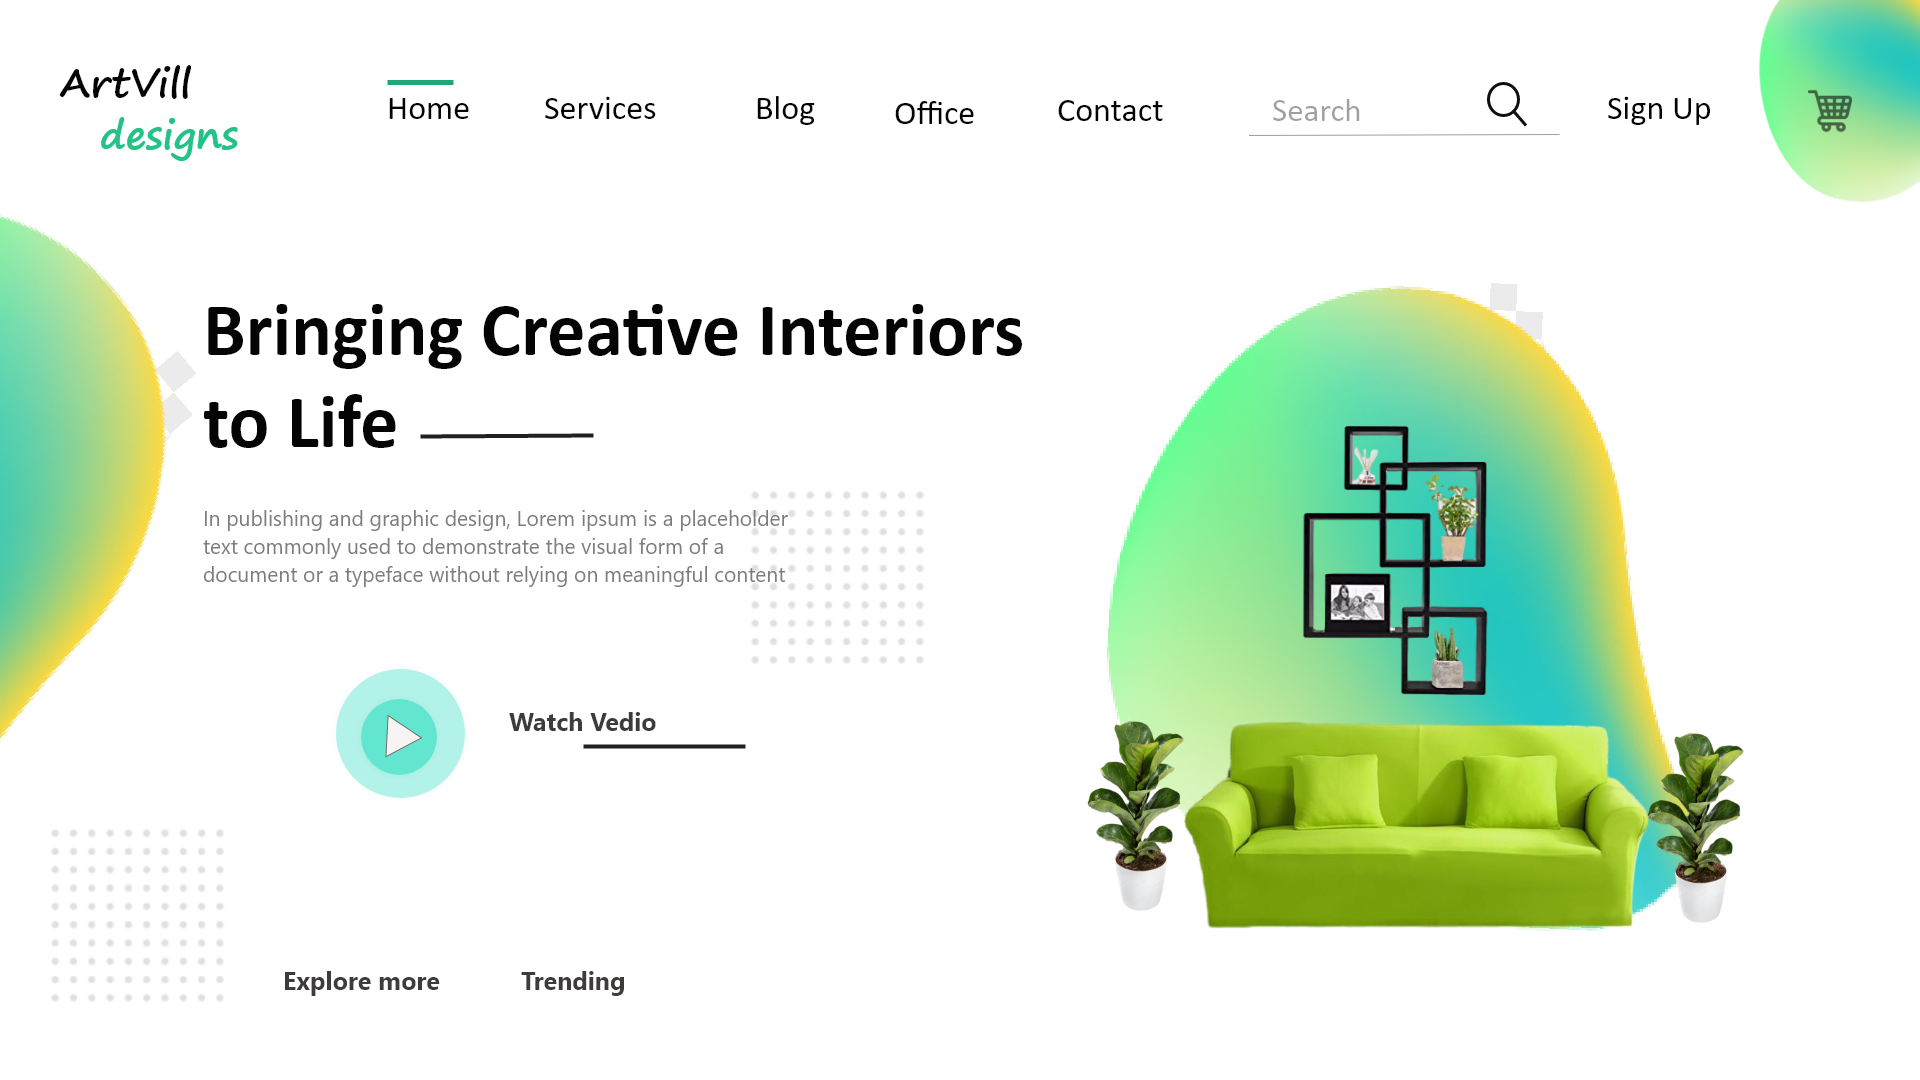 ArtVill
designs
Home
Services
Blog
Office
Contact
Search
Sign Up
Bringing Creative Interiors
to Life
In publishing and graphic design, Lorem ipsum is a placeholder
text commonly used to demonstrate the visual form of a
document or a typeface without relying on meaningful content
Watch Vedio
Explore more
Trending